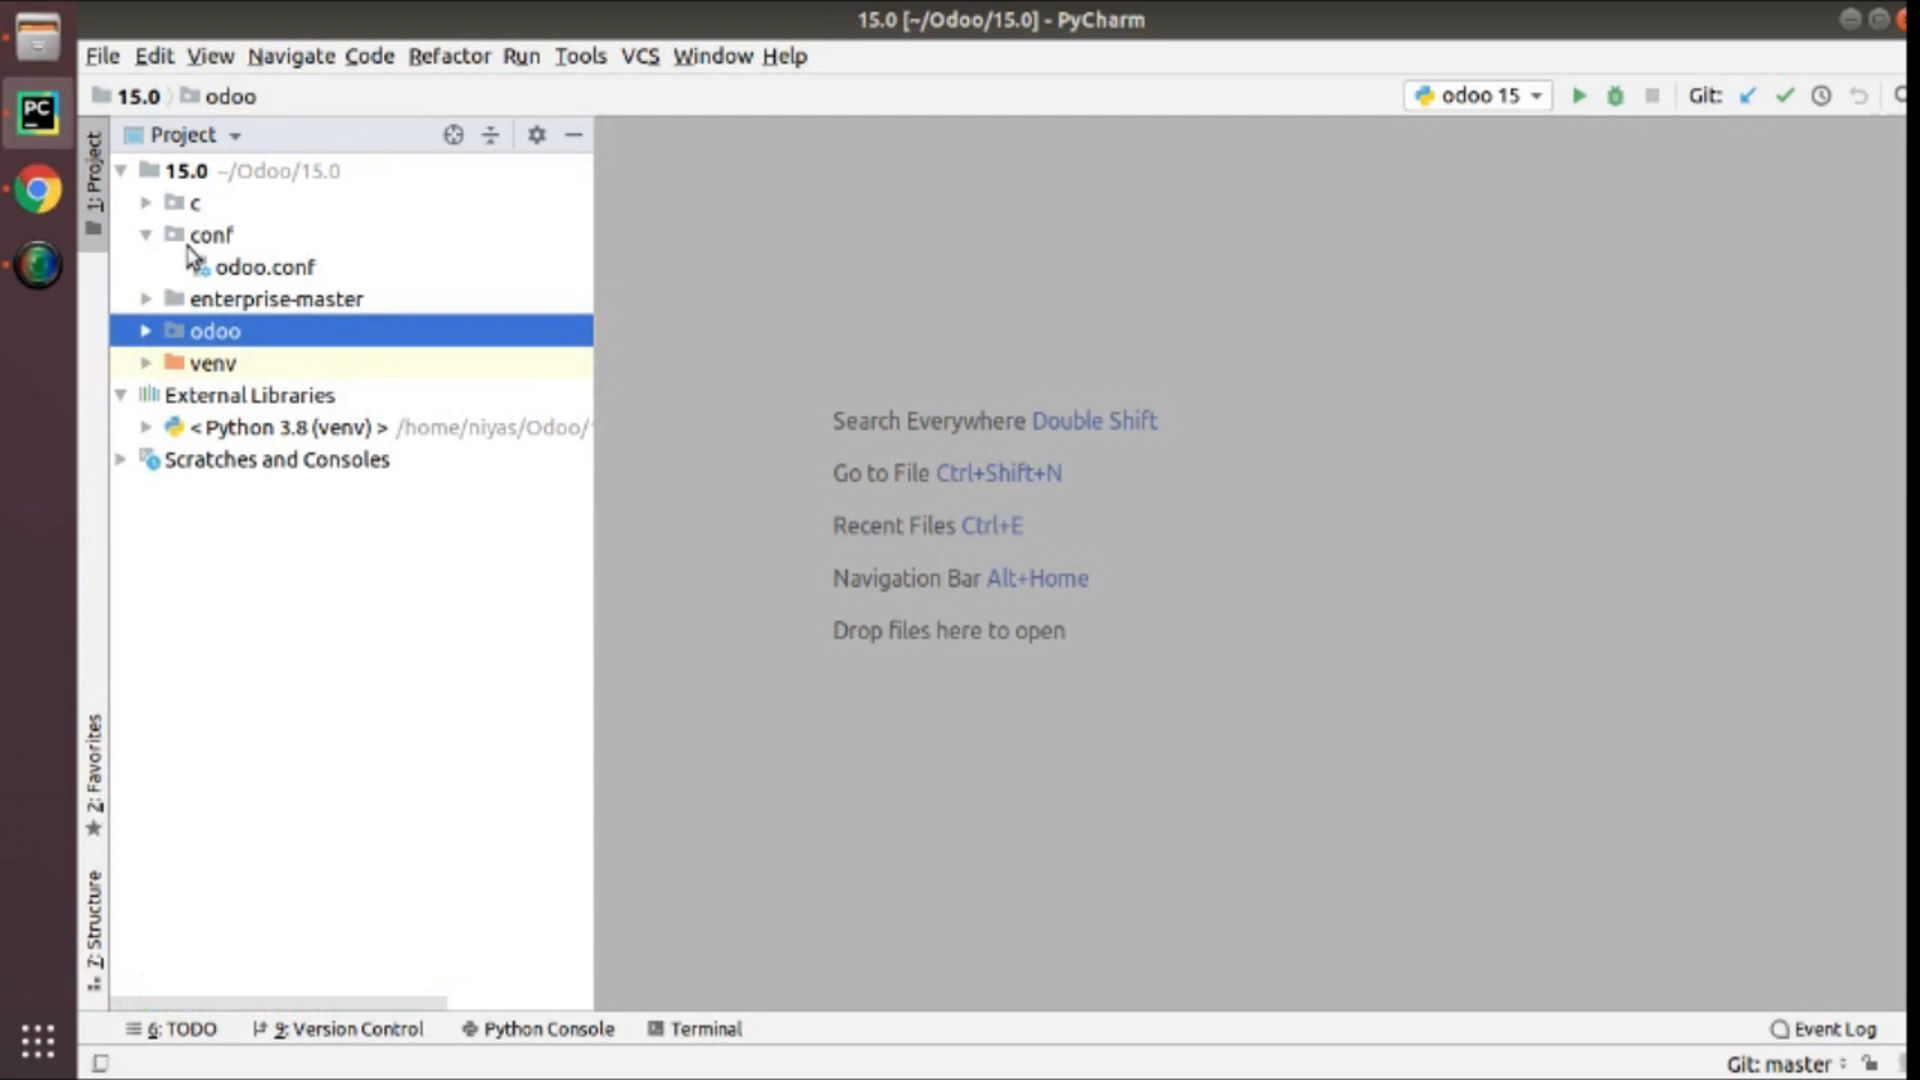 15.0 [~/Odoo/15.0] - PyCharm
File Edit View Navigate Code Refactor Run Tools VCS Window Help
PC
15.0 odoo
odoo 15
Git:
1: Project
Project
15.0 ~/Odoo/15.0
c
conf
odoo.conf
enterprise-master
odoo
venv
External Libraries
< Python 3.8 (venv) > /home/niyas/Odoo/
Scratches and Consoles
Search Everywhere Double Shift
Go to File Ctrl+Shift+N
Recent Files Ctrl+E
Navigation Bar Alt+Home
Drop files here to open
2: Favorites
7: Structure
6: TODO
9: Version Control
Python Console
Terminal
Event Log
Git: master